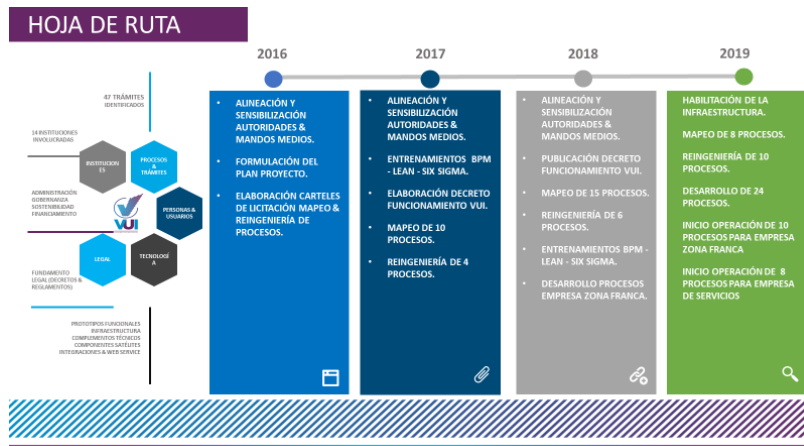 HOJA DE RUTA
47 TRÁMITES
IDENTIFICADOS
14 INSTITUCIONES
INVOLUCRADAS
INSTITUCION
ES
PROCESOS
&
TRÁMITES
ADMINISTRACIÓN
GOBERNANZA
SOSTENIBILIDAD
FINANCIAMIENTO
VUI
PERSONAS &
USUARIOS
LEGAL
TECNOLOGÍ
A
FUNDAMENTO
LEGAL (DECRETOS &
REGLAMENTOS)
PROTOTIPOS FUNCIONALES
INFRAESTRUCTURA
COMPLEMENTOS TÉCNICOS
COMPONENTES SATÉLITES
INTEGRACIONES & WEB SERVICE
2016
• ALINEACIÓN Y
SENSIBILIZACIÓN
AUTORIDADES &
MANDOS MEDIOS.
• FORMULACIÓN DEL
PLAN PROYECTO.
• ELABORACIÓN CARTELES
DE LICITACIÓN MAPEO &
REINGENIERÍA DE
PROCESOS.
2017
• ALINEACIÓN Y
SENSIBILIZACIÓN
AUTORIDADES &
MANDOS MEDIOS.
• ENTRENAMIENTOS BPM
- LEAN - SIX SIGMA.
• ELABORACIÓN DECRETO
FUNCIONAMIENTO VUI.
• MAPEO DE 10
PROCESOS.
• REINGENIERÍA DE 4
PROCESOS.
2018
• ALINEACIÓN Y
SENSIBILIZACIÓN
AUTORIDADES &
MANDOS MEDIOS.
• PUBLICACIÓN DECRETO
FUNCIONAMIENTO VUI.
• MAPEO DE 15 PROCESOS.
• REINGENIERÍA DE 6
PROCESOS.
• ENTRENAMIENTOS BPM -
LEAN - SIX SIGMA.
• DESARROLLO PROCESOS
EMPRESA ZONA FRANCA.
2019
HABILITACIÓN DE LA
INFRAESTRUCTURA.
MAPEO DE 8 PROCESOS.
REINGENIERÍA DE 10
PROCESOS.
DESARROLLO DE 24
PROCESOS.
INICIO OPERACIÓN DE 10
PROCESOS PARA EMPRESA
ZONA FRANCA
INICIO OPERACIÓN DE 8
PROCESOS PARA EMPRESA
DE SERVICIOS